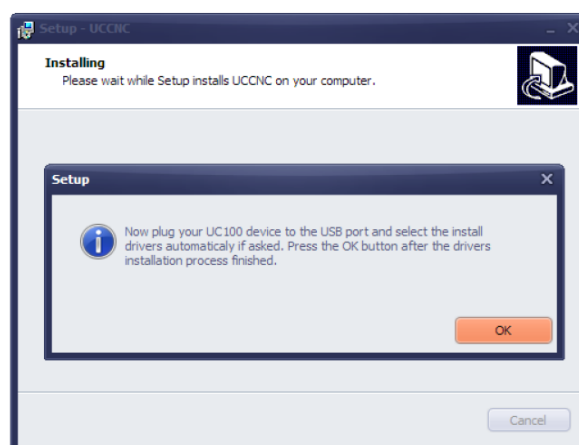 Setup - UCCNC
Installing
Please wait while Setup installs UCCNC on your computer.
Setup
Now plug your UC100 device to the USB port and select the install
drivers automaticaly if asked. Press the OK button after the drivers
installation process finished.
OK
Cancel